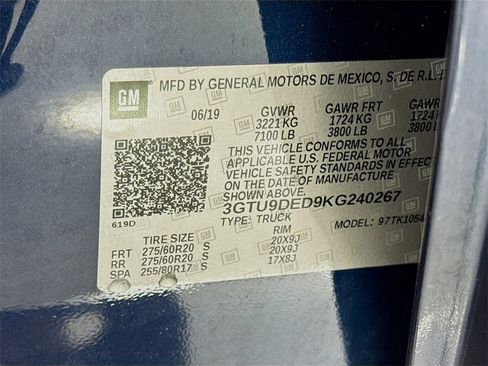 GM
MFD BY GENERAL MOTORS DE MEXICO, S. DE R.L.
06/19 GVWR GAWR FRT GAWR
3221 KG 1724 KG 1724
7100 LB 3800 LB 3800
THIS VEHICLE CONFORMS TO ALL
APPLICABLE U.S. FEDERAL MOTOR
VEHICLE SAFETY STANDARDS IN EFFECT
ON THE DATE OF MANUFACTURE
SHOWN ABOVE.
619D
3GTU9DED9KG240267
TYPE: TRUCK MODEL: 97TK1054
TIRE SIZE RIM
FRT 275/60R20 S 20X9J
RR 275/60R20 S 20X9J
SPA 255/80R17 S 17X8J